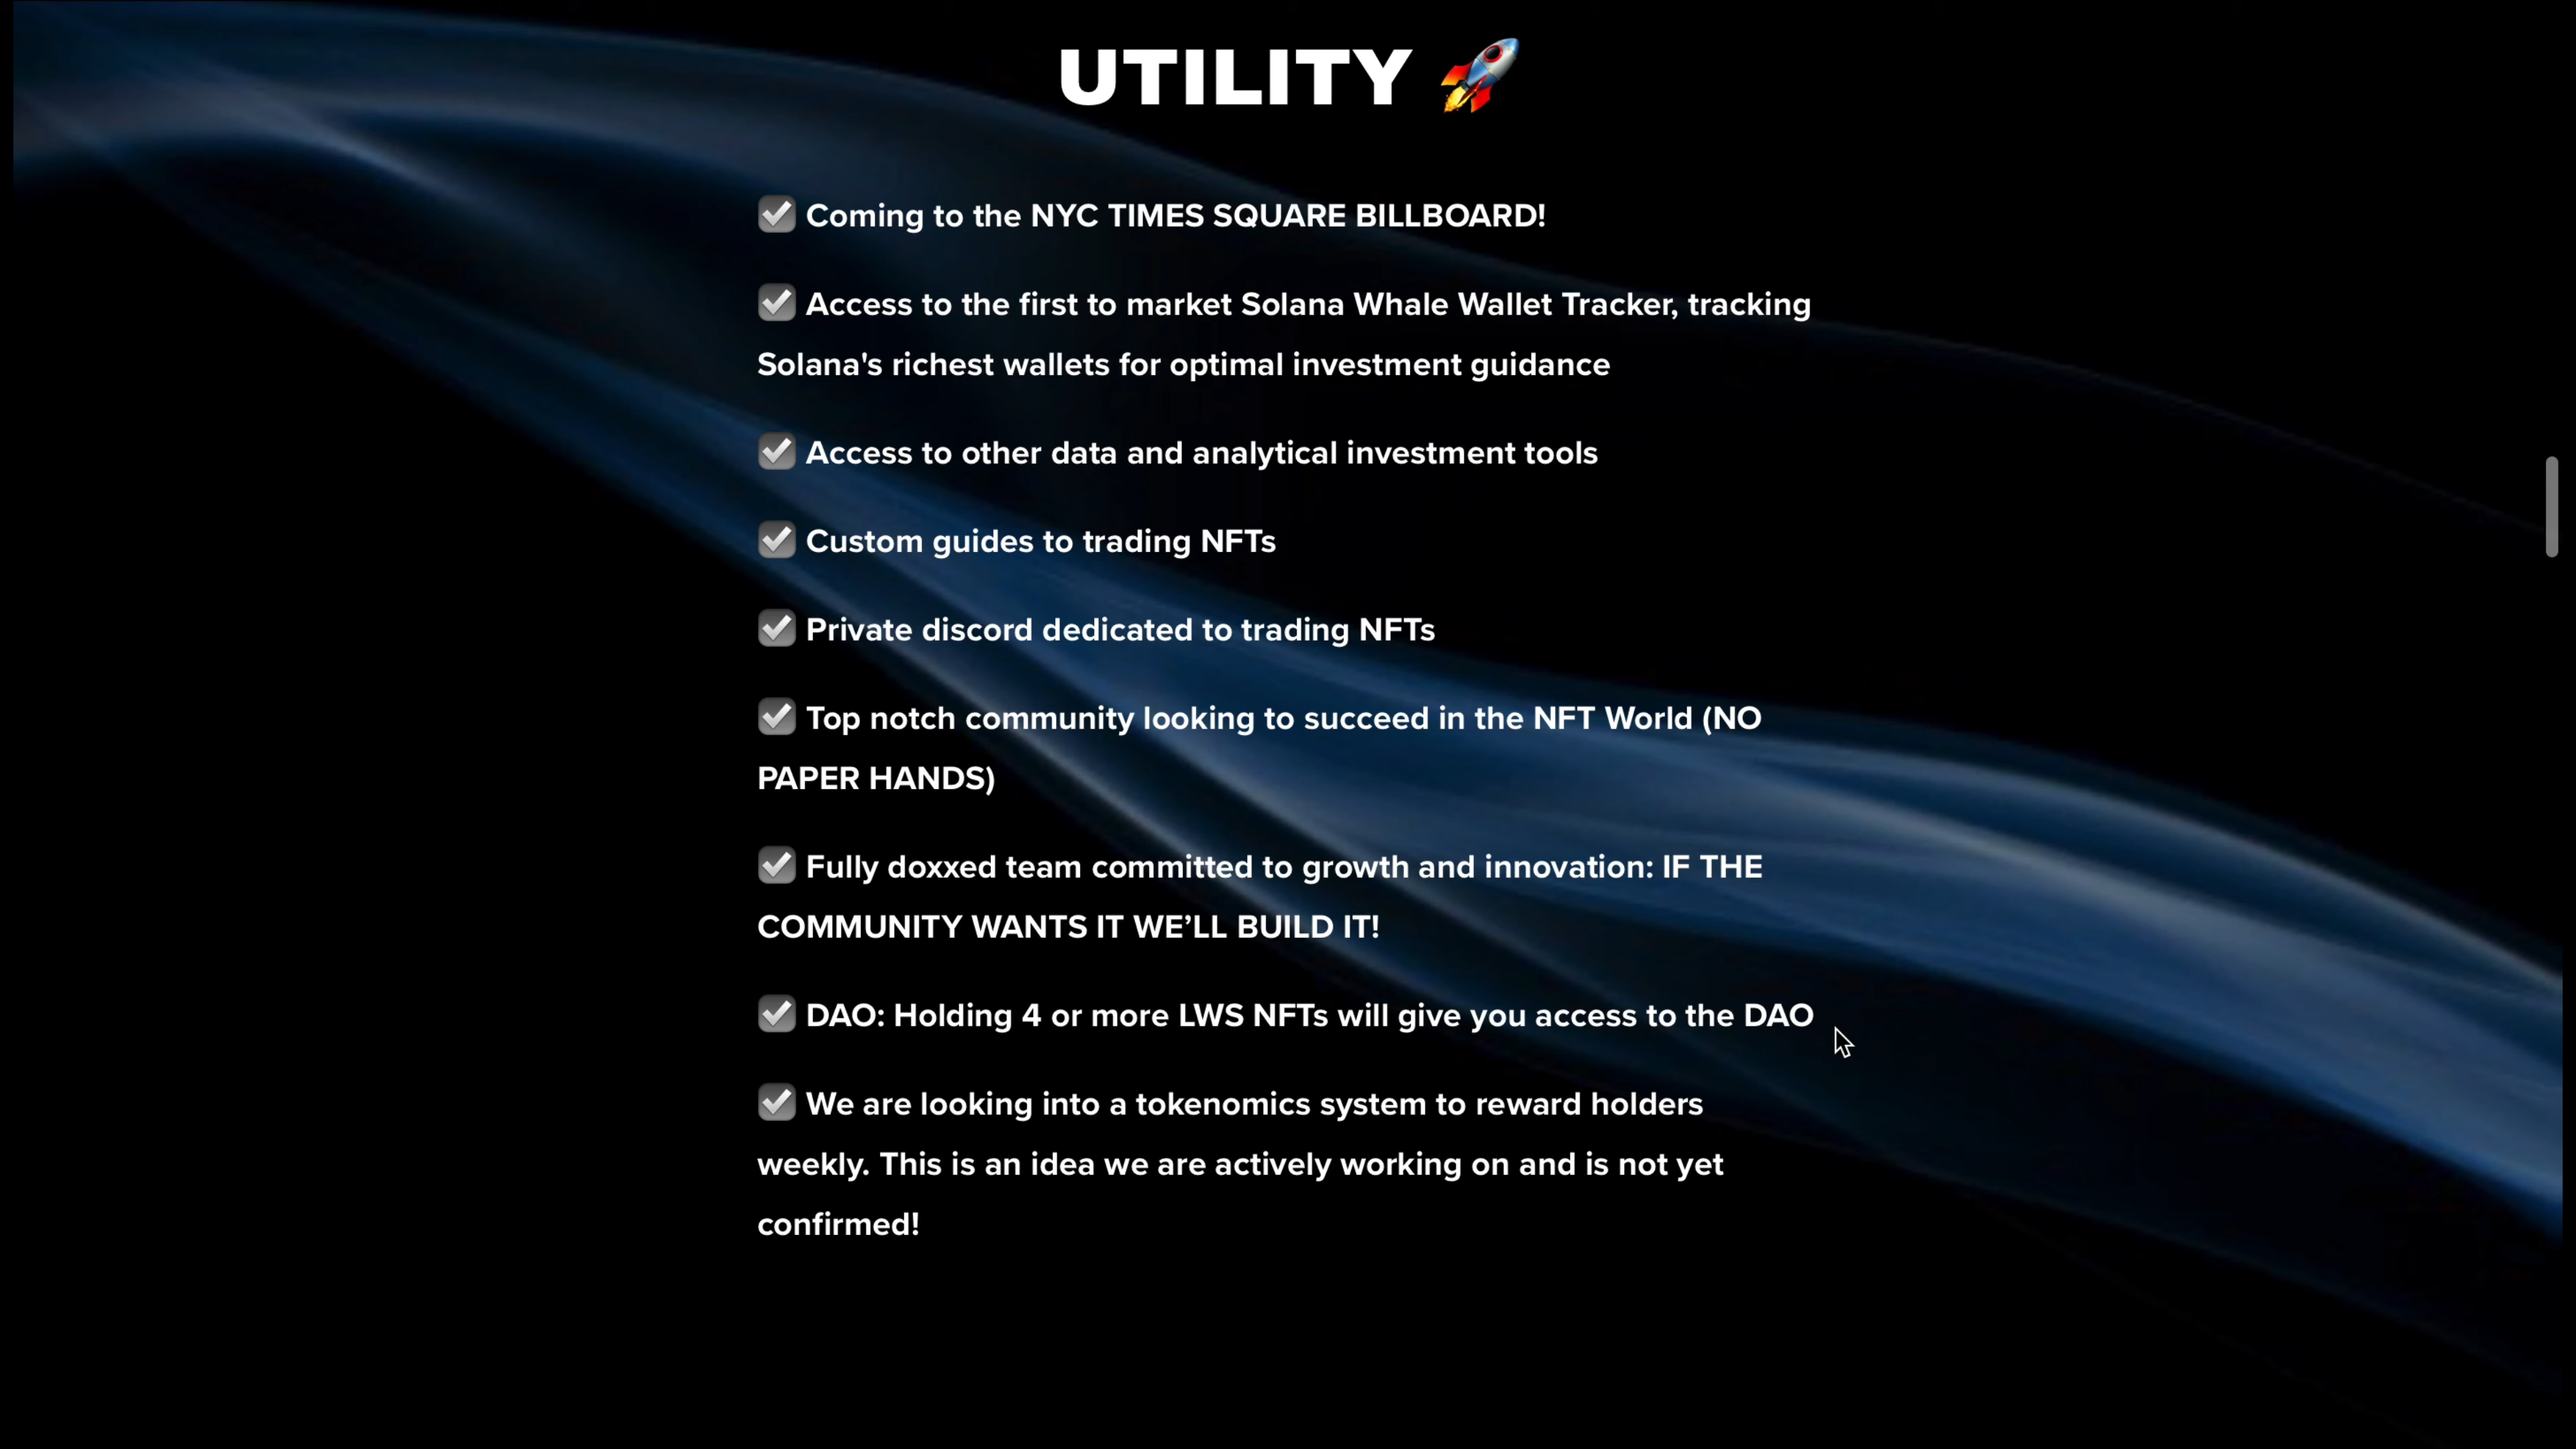 UTILITY 🚀
☑ Coming to the NYC TIMES SQUARE BILLBOARD!
☑ Access to the first to market Solana Whale Wallet Tracker, tracking
Solana's richest wallets for optimal investment guidance
☑ Access to other data and analytical investment tools
☑ Custom guides to trading NFTs
☑ Private discord dedicated to trading NFTs
☑ Top notch community looking to succeed in the NFT World (NO
PAPER HANDS)
☑ Fully doxxed team committed to growth and innovation: IF THE
COMMUNITY WANTS IT WE’LL BUILD IT!
☑ DAO: Holding 4 or more LWS NFTs will give you access to the DAO
☑ We are looking into a tokenomics system to reward holders
weekly. This is an idea we are actively working on and is not yet
confirmed!